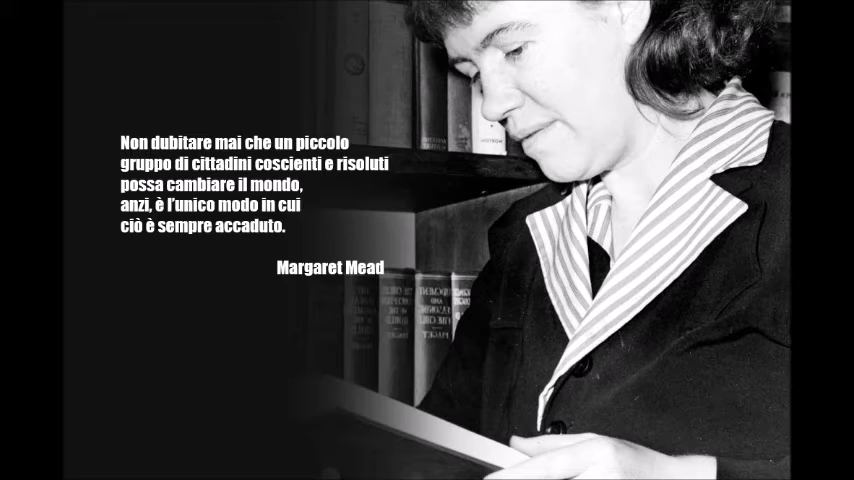 Non dubitare mai che un piccolo
gruppo di cittadini coscienti e risoluti
possa cambiare il mondo,
anzi, è l'unico modo in cui
ciò è sempre accaduto.
Margaret Mead